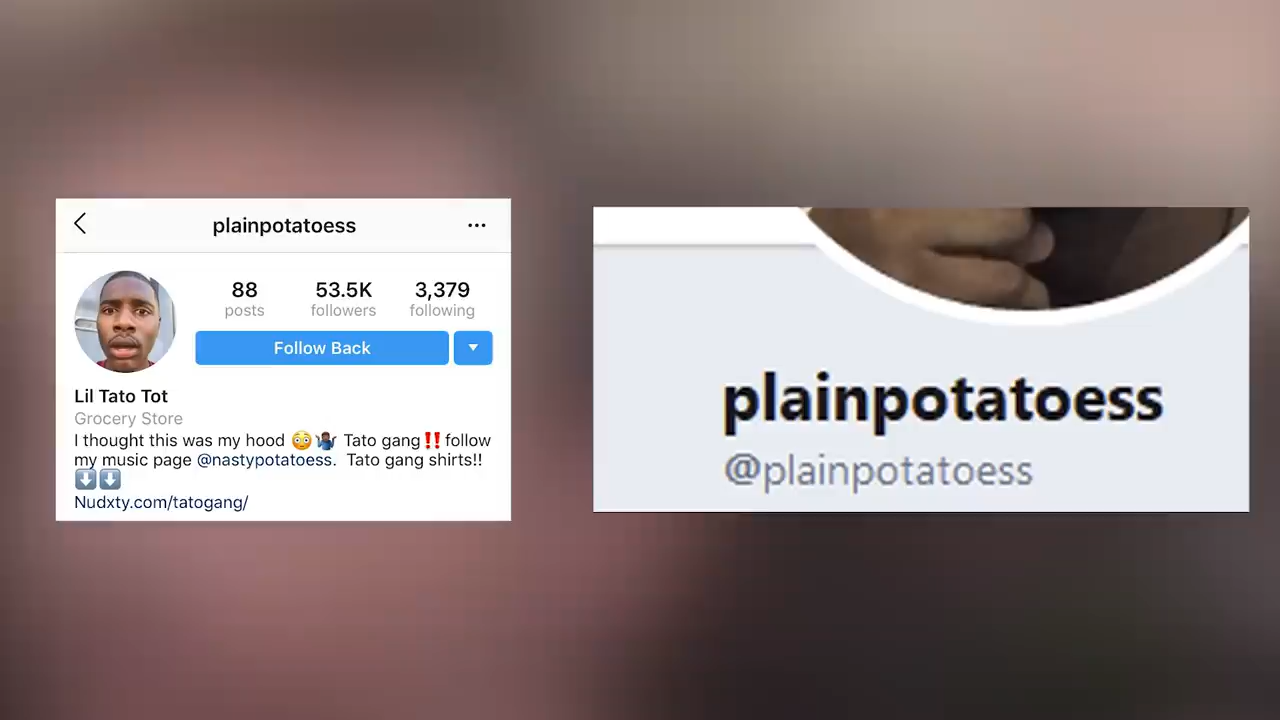 plainpotatoess
88
53.5K
3,379
posts
followers
following
Follow Back
Lil Tato Tot
Grocery Store
I thought this was my hood 😳🤷🏾‍♂️ Tato gang‼️follow
my music page @nastypotatoess.  Tato gang shirts!!
⬇️⬇️
Nudxty.com/tatogang/
plainpotatoess
@plainpotatoess